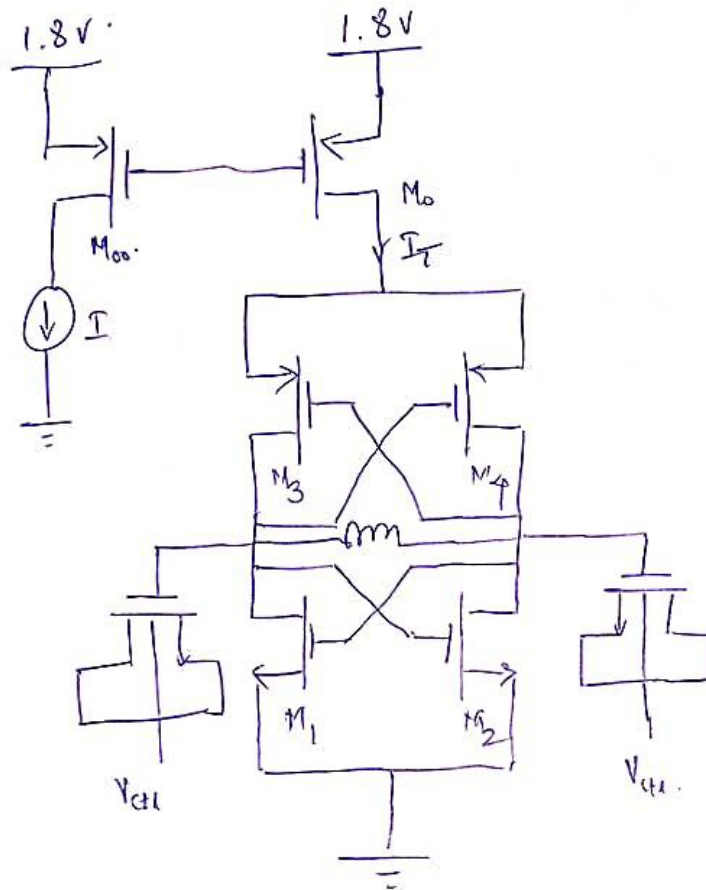 1.8V.
1.8V
M₀
M₀₀.
I_T
I
M₃
M₄
M₁
M₂
V_ctl
V_ctl.